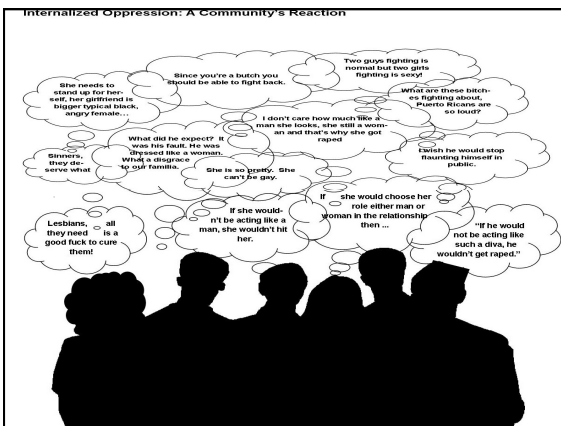 Internalized Oppression: A Community's Reaction
Two guys fighting is
normal but two girls
fighting is sexy!
Since you're a butch you
should be able to fight back.
She needs to
stand up for her-
self, her girlfriend is
bigger typical black,
angry female…
What are these bitch-
es fighting about,
Puerto Ricans are
so loud?
I don't care how much like a
man she looks, she still a wom-
an and that's why she got
raped
What did he expect? It
was his fault. He was
dressed like a woman.
What a disgrace
to our familia.
I wish he would stop
flaunting himself in
public.
Sinners,
they de-
serve what
She is so pretty. She
can't be gay.
If she would choose her
role either man or
woman in the relationship
then ...
If she would-
n't be acting like a
man, she wouldn't hit
her.
Lesbians, all
they need is a
good fuck to cure
them!
"If he would
not be acting like
such a diva, he
wouldn't get raped."